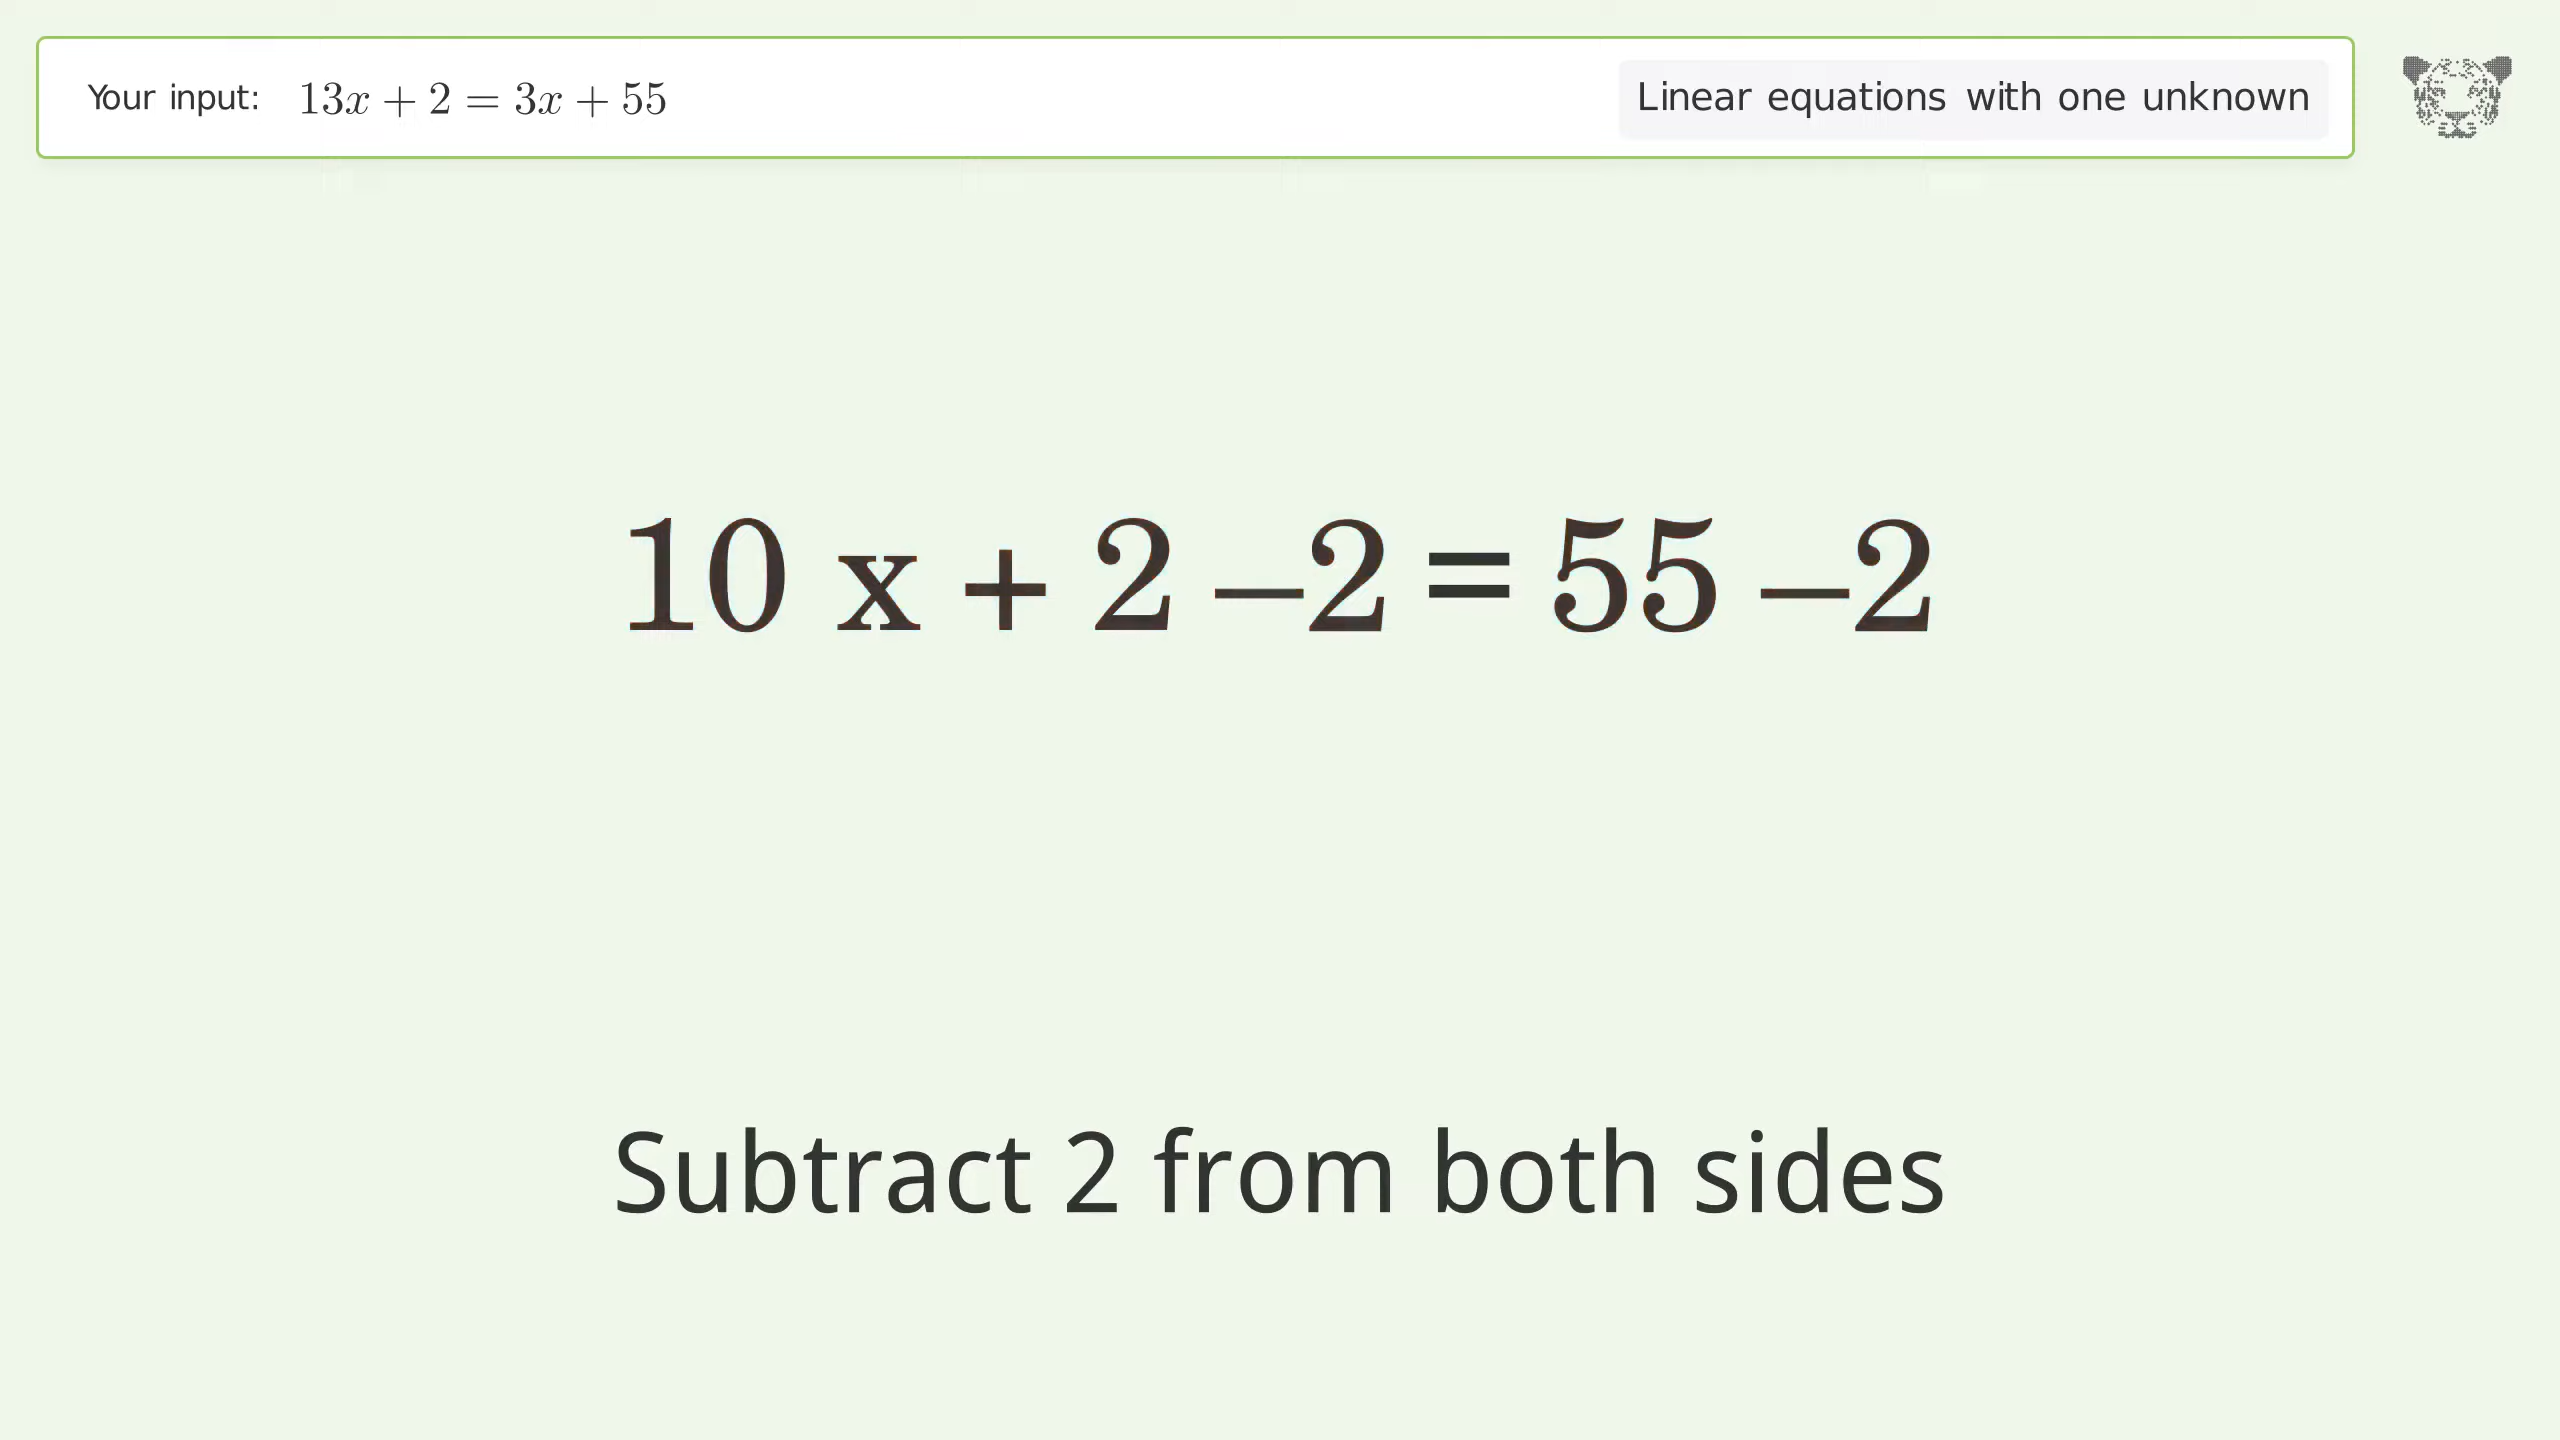 Your input: 13x + 2 = 3x + 55 Linear equations with one unknown
10 x + 2 –2 = 55 –2
Subtract 2 from both sides